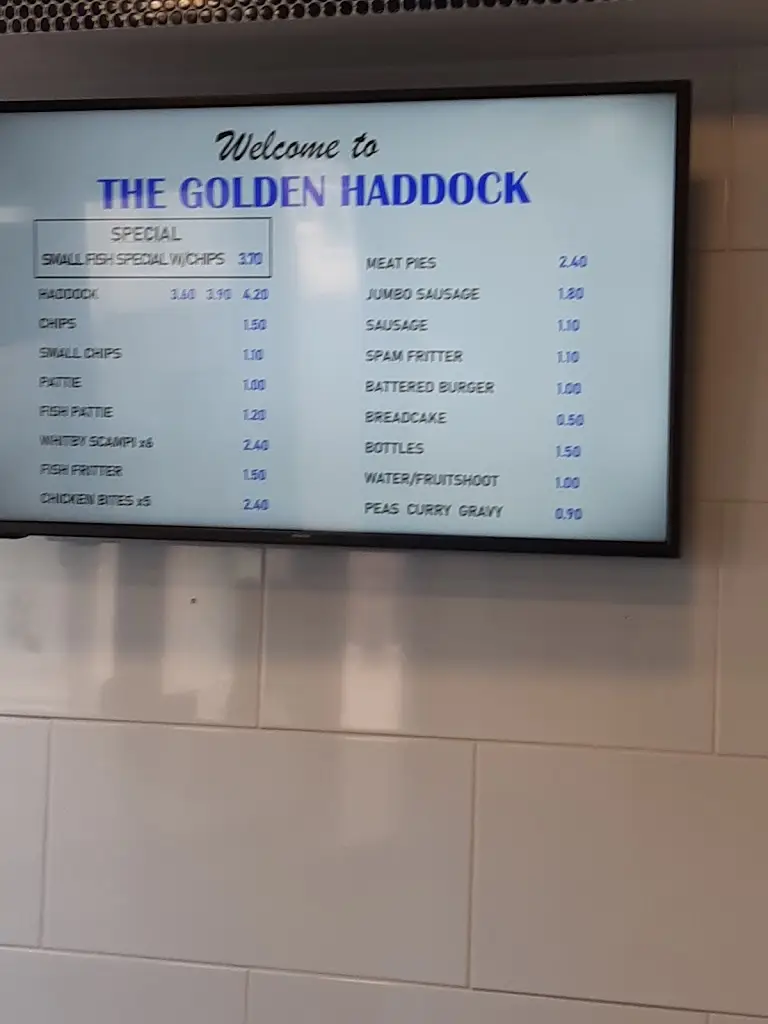 Welcome to
THE GOLDEN HADDOCK
SPECIAL
SMALL FISH SPECIAL W/CHIPS 3.70
HADDOCK 3.60 3.90 4.20
CHIPS 1.50
SMALL CHIPS 1.10
PATTIE 1.00
FISH PATTIE 1.20
WHITBY SCAMPI x6 2.40
FISH FRITTER 1.50
CHICKEN BITES x5 2.40
MEAT PIES 2.40
JUMBO SAUSAGE 1.80
SAUSAGE 1.10
SPAM FRITTER 1.10
BATTERED BURGER 1.00
BREADCAKE 0.50
BOTTLES 1.50
WATER/FRUITSHOOT 1.00
PEAS CURRY GRAVY 0.90